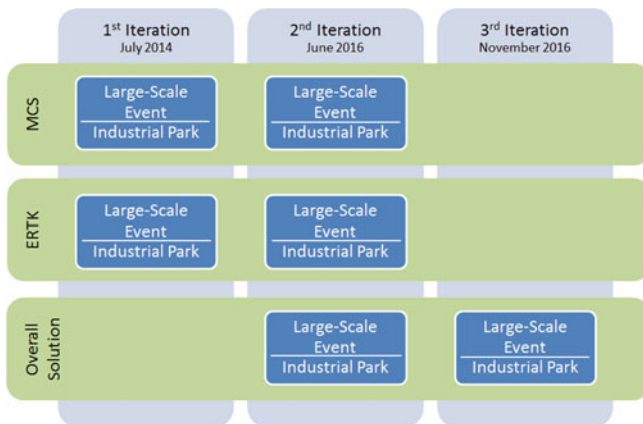 1st Iteration
July 2014
2nd Iteration
June 2016
3rd Iteration
November 2016
MCS
Large-Scale
Event
Industrial Park
Large-Scale
Event
Industrial Park
ERTK
Large-Scale
Event
Industrial Park
Large-Scale
Event
Industrial Park
Overall
Solution
Large-Scale
Event
Industrial Park
Large-Scale
Event
Industrial Park